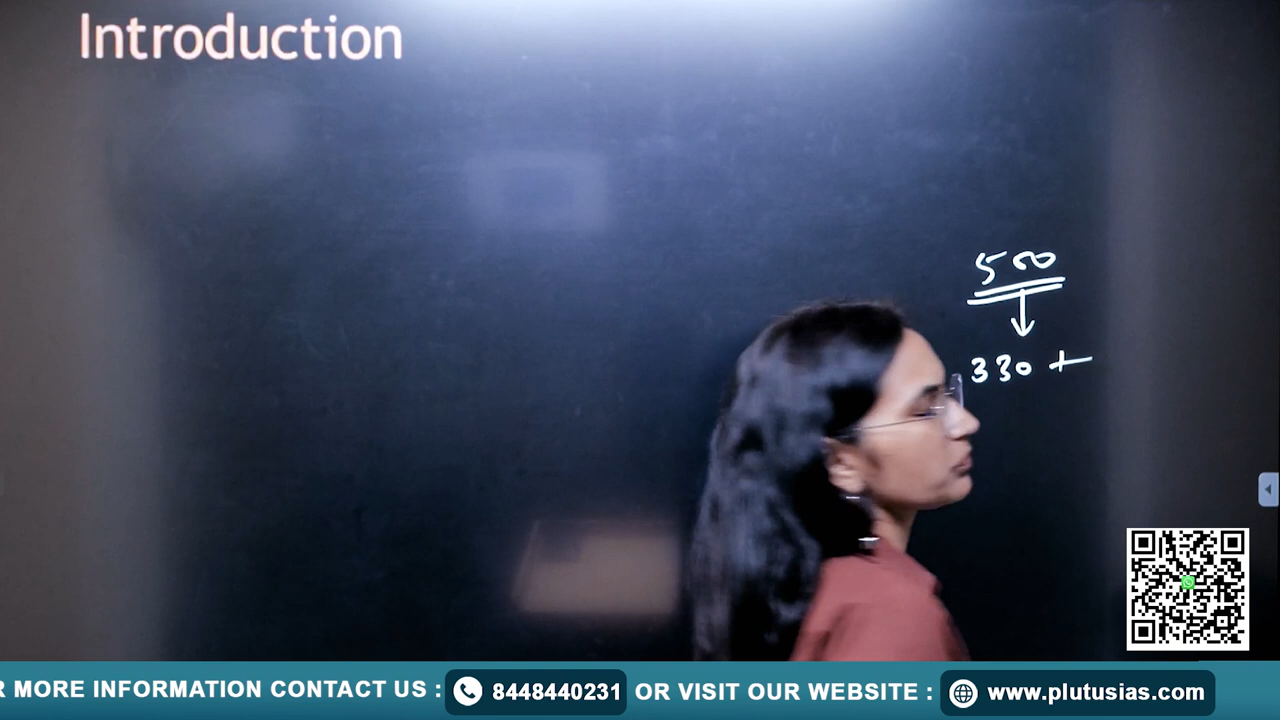 Introduction
500
330 +
R MORE INFORMATION CONTACT US : 8448440231 OR VISIT OUR WEBSITE : www.plutusias.com